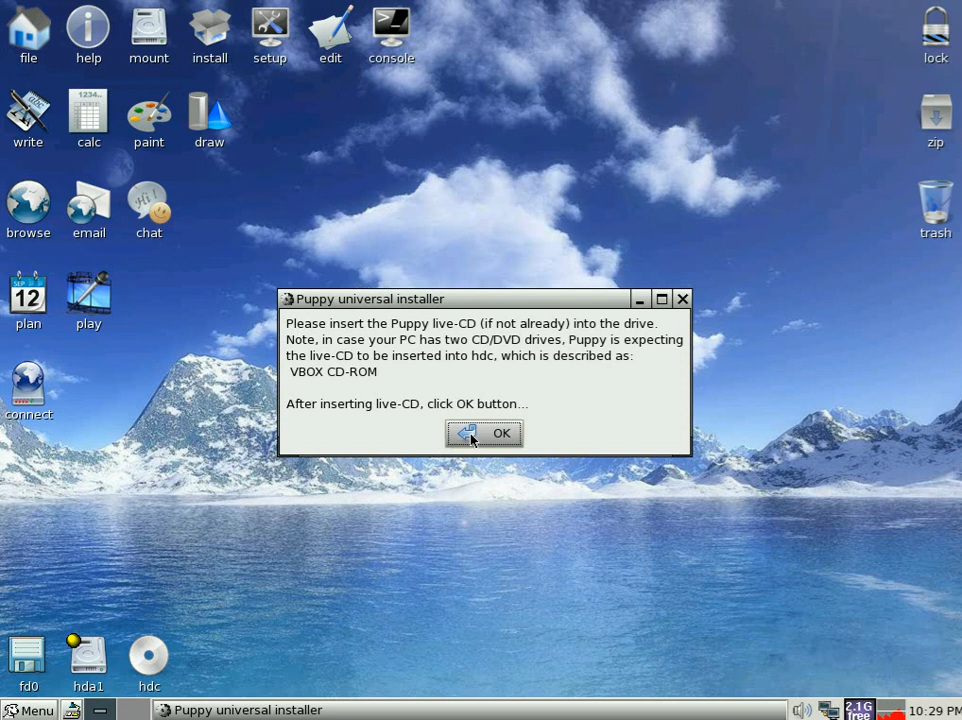 file help mount install setup edit console lock
1234...
abc
write calc paint draw zip
Hi!
browse email chat trash
SEP
12
plan play
connect
Puppy universal installer
Please insert the Puppy live-CD (if not already) into the drive.
Note, in case your PC has two CD/DVD drives, Puppy is expecting
the live-CD to be inserted into hdc, which is described as:
VBOX CD-ROM
After inserting live-CD, click OK button...
OK
fd0 hda1 hdc
Menu Puppy universal installer 2.1G free 10:29 PM